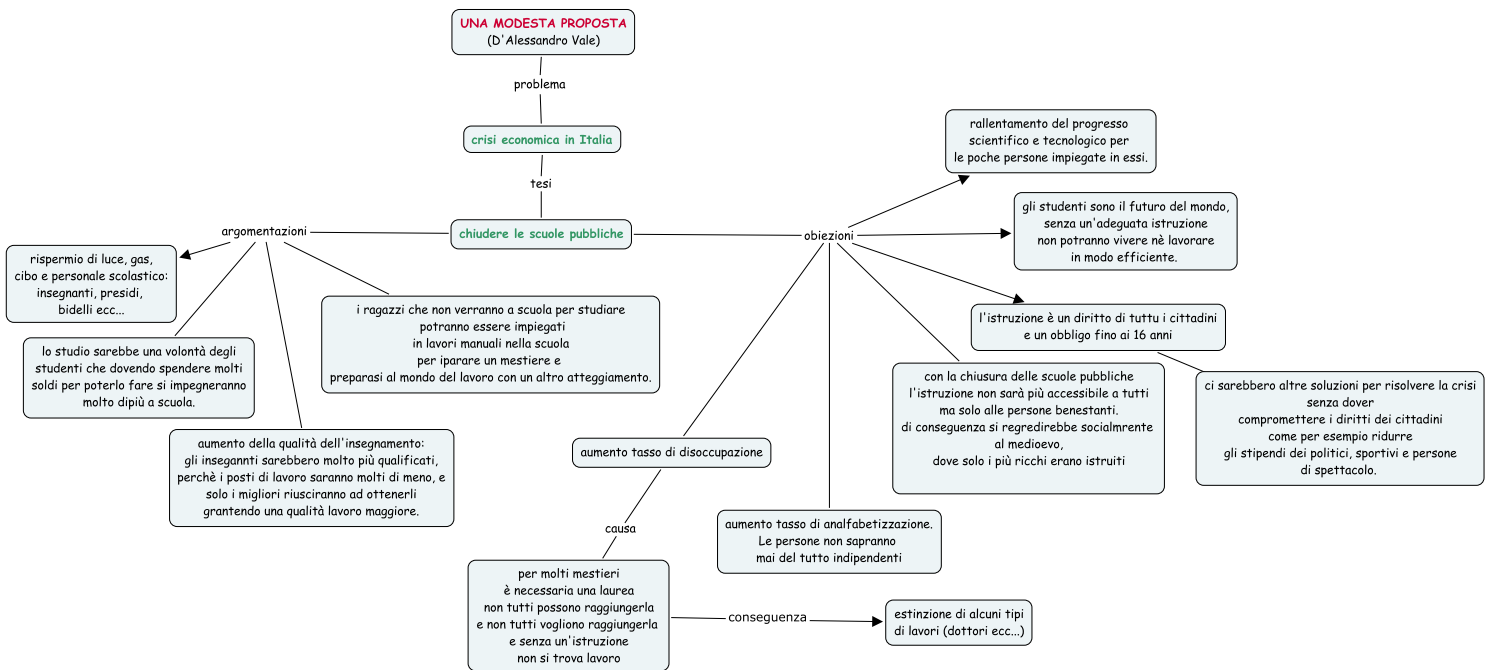 UNA MODESTA PROPOSTA
(D'Alessandro Vale)
problema
crisi economica in Italia
tesi
chiudere le scuole pubbliche
argomentazioni
rispermio di luce, gas,
cibo e personale scolastico:
insegnanti, presidi,
bidelli ecc...
lo studio sarebbe una volontà degli
studenti che dovendo spendere molti
soldi per poterlo fare si impegneranno
molto dipiù a scuola.
aumento della qualità dell'insegnamento:
gli insegannti sarebbero molto più qualificati,
perchè i posti di lavoro saranno molti di meno, e
solo i migliori riusciranno ad ottenerli
grantendo una qualità lavoro maggiore.
i ragazzi che non verranno a scuola per studiare
potranno essere impiegati
in lavori manuali nella scuola
per iparare un mestiere e
preparasi al mondo del lavoro con un altro atteggiamento.
obiezioni
rallentamento del progresso
scientifico e tecnologico per
le poche persone impiegate in essi.
gli studenti sono il futuro del mondo,
senza un'adeguata istruzione
non potranno vivere nè lavorare
in modo efficiente.
l'istruzione è un diritto di tuttu i cittadini
e un obbligo fino ai 16 anni
ci sarebbero altre soluzioni per risolvere la crisi
senza dover
compromettere i diritti dei cittadini
come per esempio ridurre
gli stipendi dei politici, sportivi e persone
di spettacolo.
con la chiusura delle scuole pubbliche
l'istruzione non sarà più accessibile a tutti
ma solo alle persone benestanti.
di conseguenza si regredirebbe socialmrente
al medioevo,
dove solo i più ricchi erano istruiti
aumento tasso di analfabetizzazione.
Le persone non sapranno
mai del tutto indipendenti
aumento tasso di disoccupazione
causa
per molti mestieri
è necessaria una laurea
non tutti possono raggiungerla
e non tutti vogliono raggiungerla
e senza un'istruzione
non si trova lavoro
conseguenza
estinzione di alcuni tipi
di lavori (dottori ecc...)